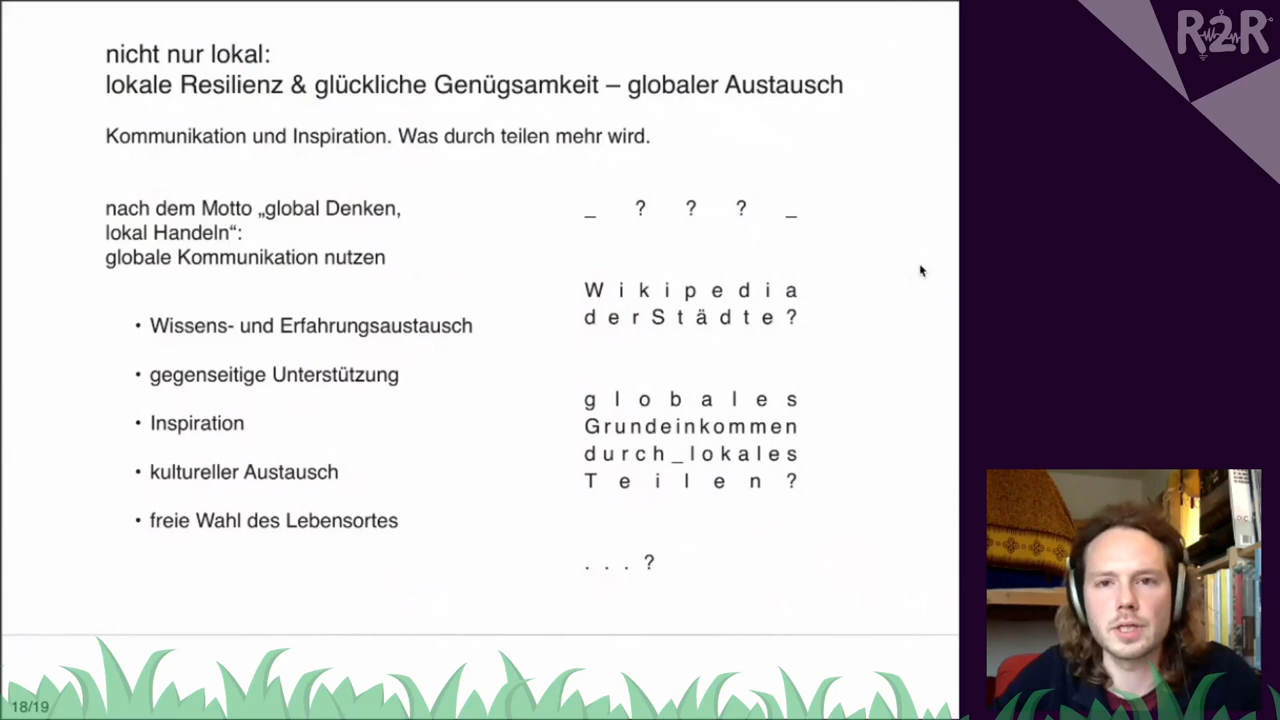 nicht nur lokal:
lokale Resilienz & glückliche Genügsamkeit – globaler Austausch
Kommunikation und Inspiration. Was durch teilen mehr wird.
nach dem Motto „global Denken,
lokal Handeln“:
globale Kommunikation nutzen
• Wissens- und Erfahrungsaustausch
• gegenseitige Unterstützung
• Inspiration
• kultureller Austausch
• freie Wahl des Lebensortes
_ ? ? ? _
W i k i p e d i a
d e r S t ä d t e ?
g l o b a l e s
G r u n d e i n k o m m e n
d u r c h _ l o k a l e s
T e i l e n ?
. . . ?
18/19
R2R